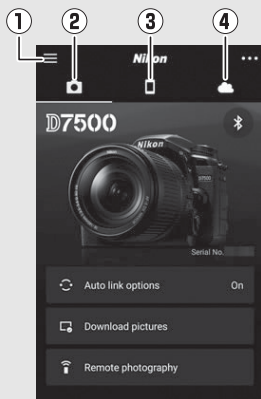 ① ② ③ ④
Nikon
D7500
Nikon
Serial No.
Auto link options On
Download pictures
Remote photography